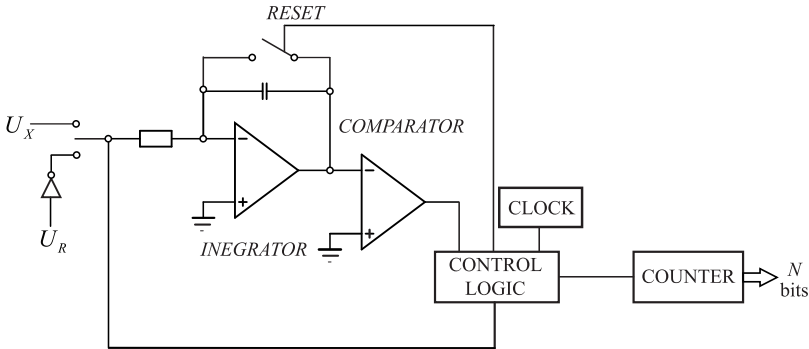 RESET
U_X
COMPARATOR
U_R
INEGRATOR
CLOCK
CONTROL
LOGIC
COUNTER
N
bits